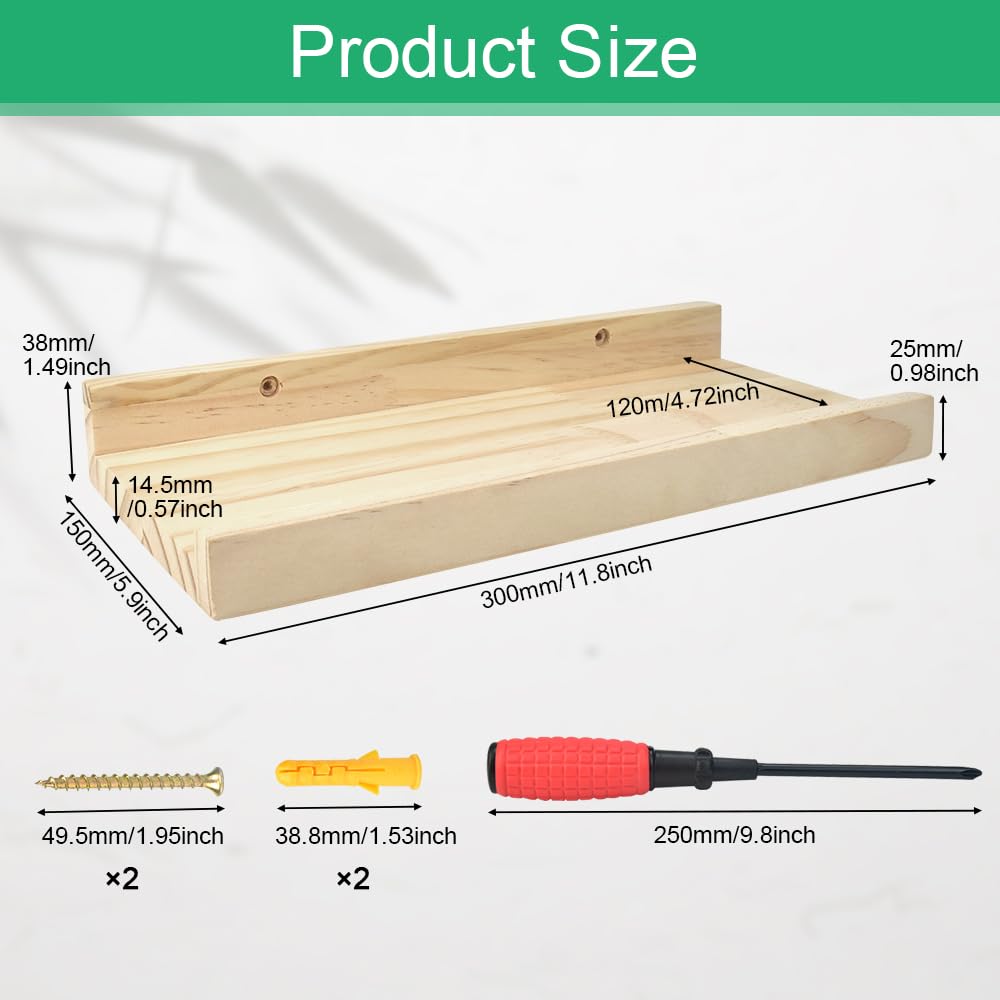 Product Size
38mm/
1.49inch
25mm/
0.98inch
120m/4.72inch
14.5mm
/0.57inch
150mm/5.9inch
300mm/11.8inch
49.5mm/1.95inch
×2
38.8mm/1.53inch
×2
250mm/9.8inch